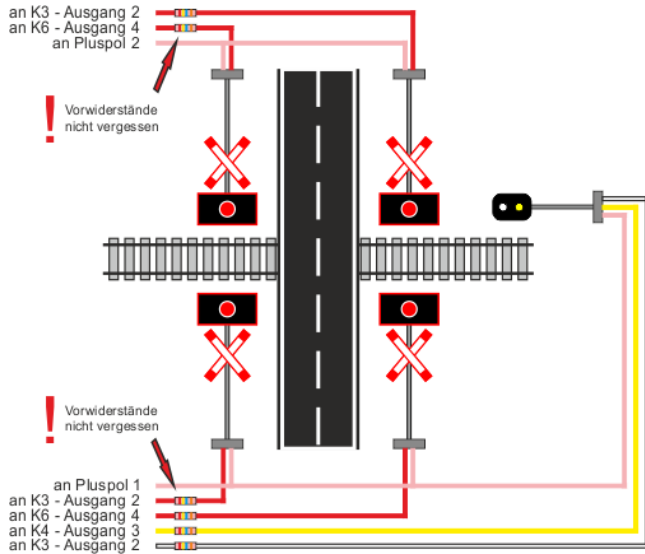 an K3 - Ausgang 2
an K6 - Ausgang 4
an Pluspol 2
! Vorwiderstände
nicht vergessen
! Vorwiderstände
nicht vergessen
an Pluspol 1
an K3 - Ausgang 2
an K6 - Ausgang 4
an K4 - Ausgang 3
an K3 - Ausgang 2